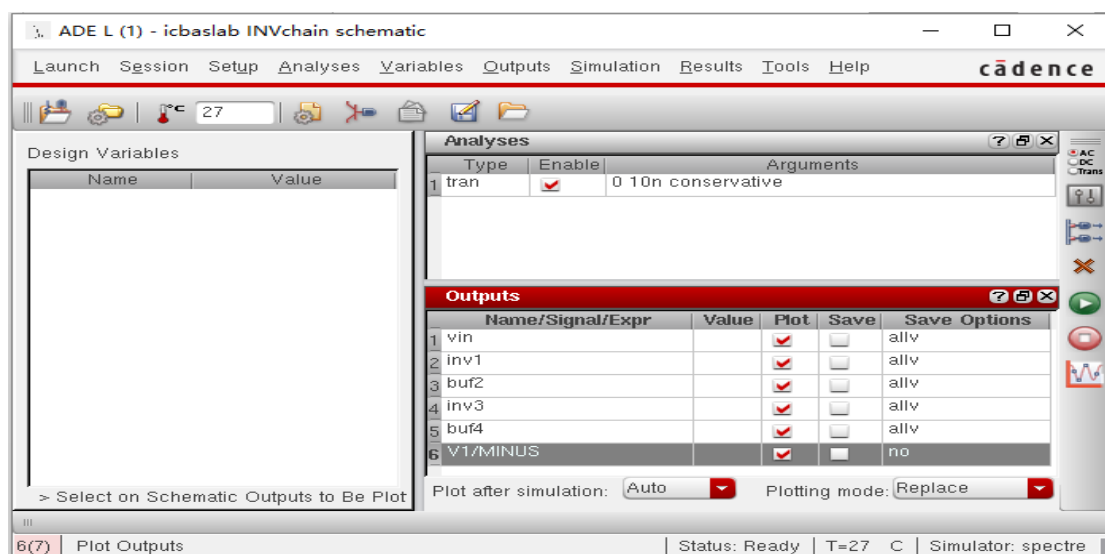 ADE L (1) - icbaslab INVchain schematic
Launch Session Setup Analyses Variables Outputs Simulation Results Tools Help cādence
°C 27
Design Variables
Name Value
> Select on Schematic Outputs to Be Plot
Analyses
Type Enable Arguments
1 tran 0 10n conservative
Outputs
Name/Signal/Expr Value Plot Save Save Options
1 vin allv
2 inv1 allv
3 buf2 allv
4 inv3 allv
5 buf4 allv
6 V1/MINUS no
Plot after simulation: Auto Plotting mode: Replace
AC
DC
Trans
6(7) Plot Outputs Status: Ready T=27 C Simulator: spectre